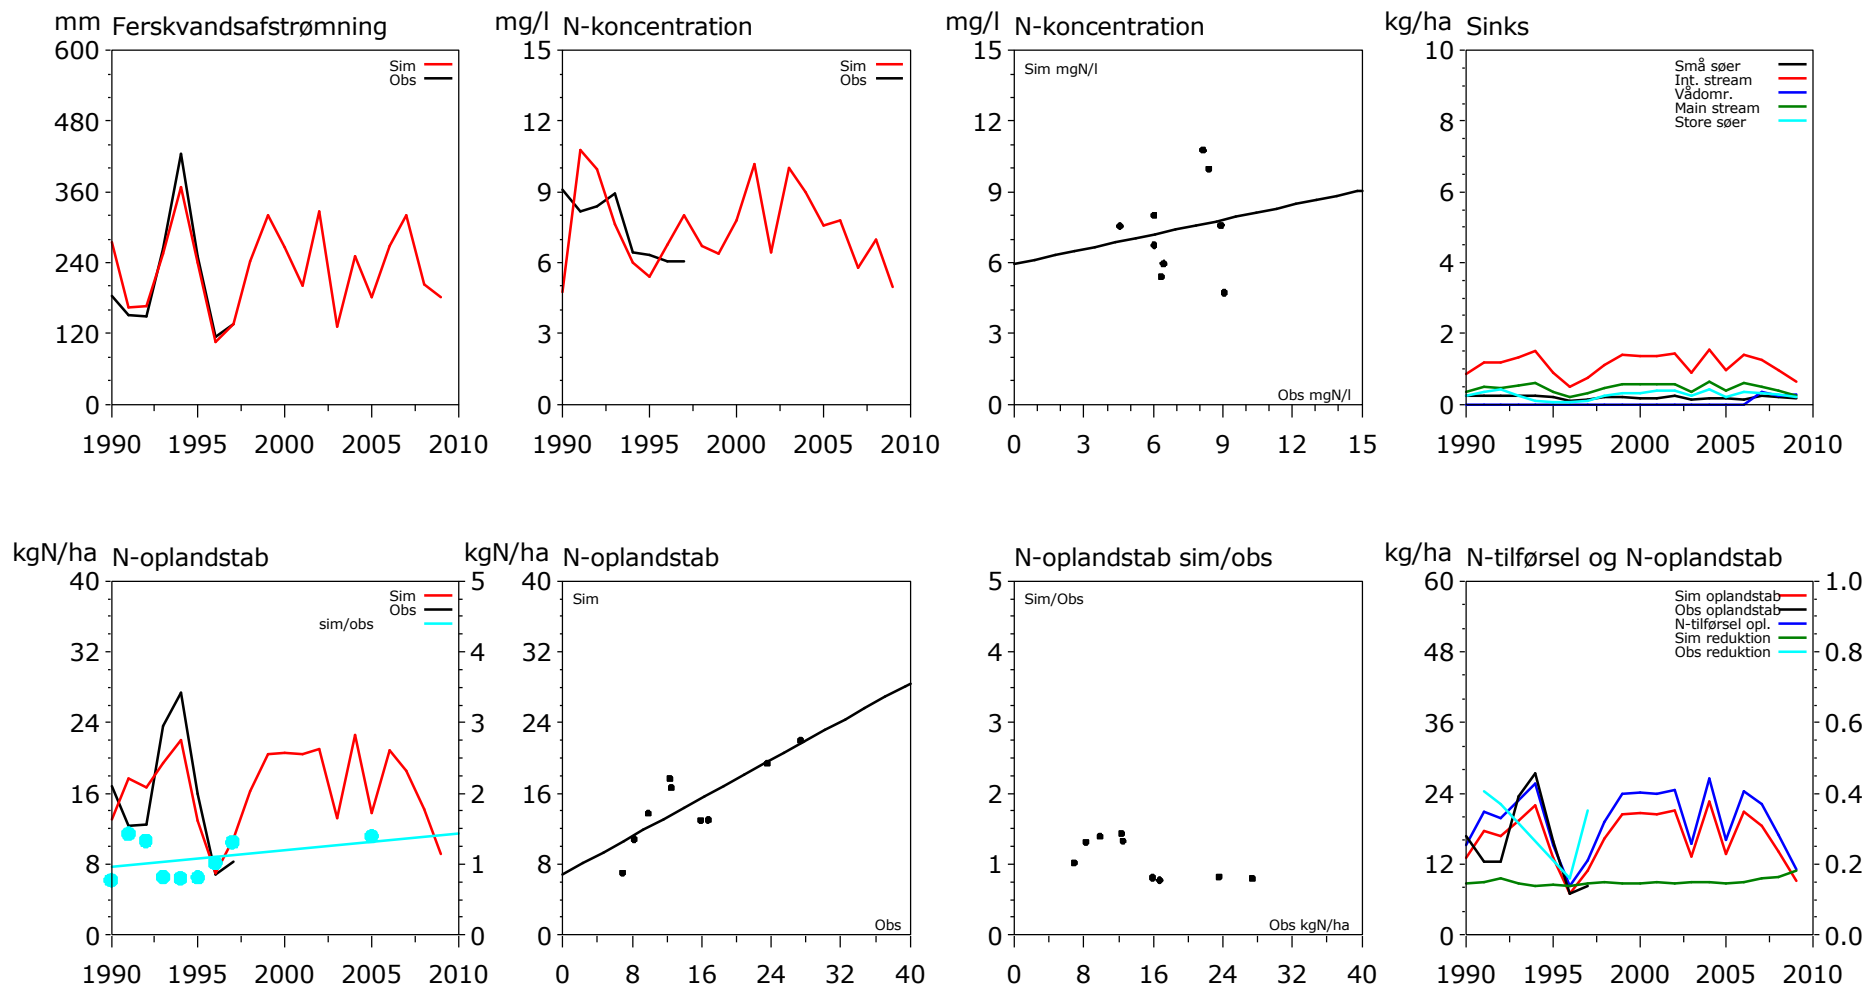 mm Ferskvandsafstrømning
600
480
360
240
120
0
1990 1995 2000 2005 2010
Sim
Obs
mg/l N-koncentration
15
12
9
6
3
0
1990 1995 2000 2005 2010
Sim
Obs
mg/l N-koncentration
15
12
9
6
3
0
0 3 6 9 12 15
Sim mgN/l
Obs mgN/l
kg/ha Sinks
10
8
6
4
2
0
1990 1995 2000 2005 2010
Små søer
Int. stream
Vådomr.
Main stream
Store søer
kgN/ha N-oplandstab
40
32
24
16
8
0
1990 1995 2000 2005 2010
5
4
3
2
1
0
Sim
Obs
sim/obs
kgN/ha N-oplandstab
40
32
24
16
8
0
0 8 16 24 32 40
Sim
Obs
N-oplandstab sim/obs
5
4
3
2
1
0
0 8 16 24 32 40
Sim/Obs
Obs kgN/ha
kg/ha N-tilførsel og N-oplandstab
60
48
36
24
12
0
1990 1995 2000 2005 2010
1.0
0.8
0.6
0.4
0.2
0.0
Sim oplandstab
Obs oplandstab
N-tilførsel opl.
Sim reduktion
Obs reduktion